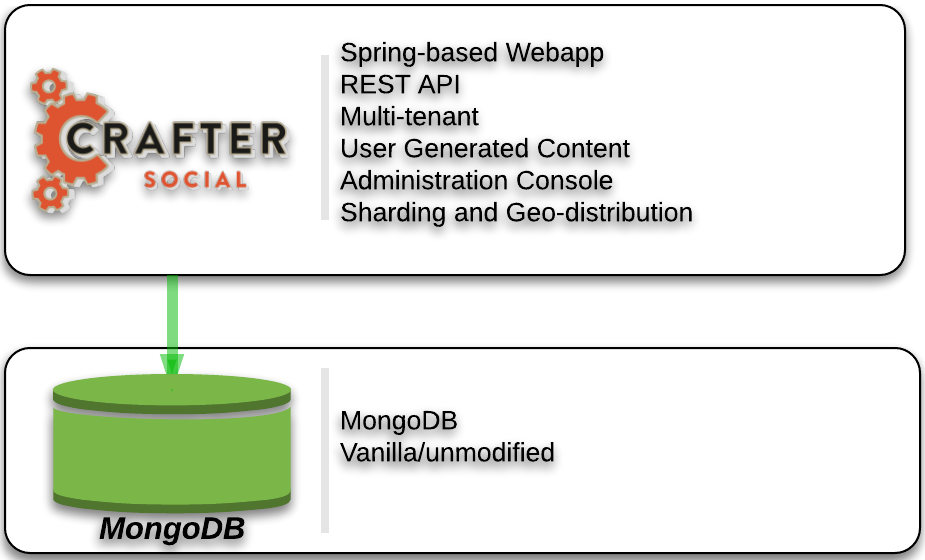 CRAFTER
SOCIAL
Spring-based Webapp
REST API
Multi-tenant
User Generated Content
Administration Console
Sharding and Geo-distribution
MongoDB
MongoDB
Vanilla/unmodified